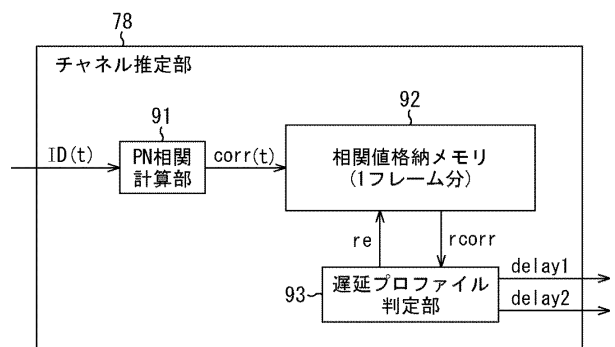 78
チャネル推定部
91
92
ID(t)
PN相関
計算部
corr(t)
相関値格納メモリ
(1フレーム分)
re
rcorr
93
遅延プロファイル
判定部
delay1
delay2